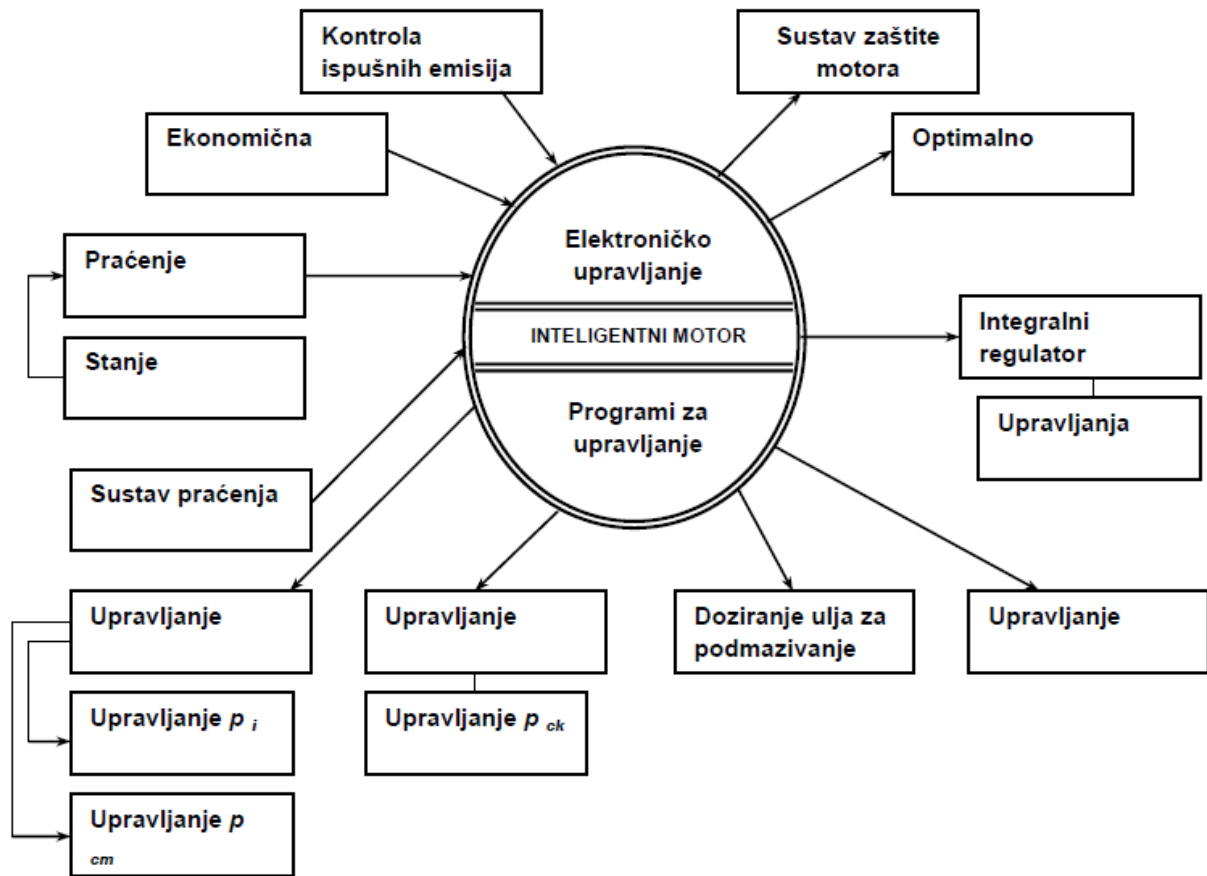 Kontrola
ispušnih emisija
Sustav zaštite
motora
Ekonomična
Optimalno
Praćenje
Stanje
Elektroničko
upravljanje
INTELIGENTNI MOTOR
Programi za
upravljanje
Integralni
regulator
Upravljanja
Sustav praćenja
Upravljanje
Upravljanje p i
Upravljanje p
cm
Upravljanje
Upravljanje p ck
Doziranje ulja za
podmazivanje
Upravljanje